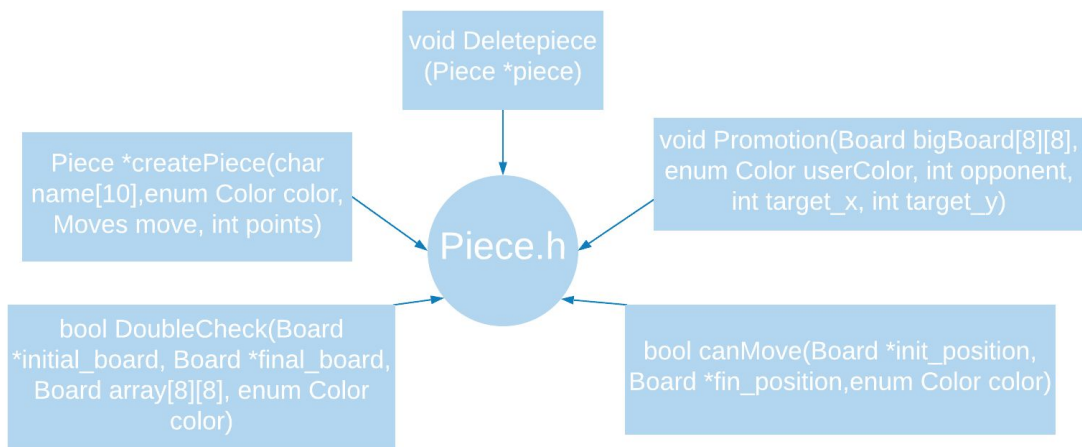 void Deletepiece
(Piece *piece)
Piece *createPiece(char
name[10],enum Color color,
Moves move, int points)
void Promotion(Board bigBoard[8][8],
enum Color userColor, int opponent,
int target_x, int target_y)
Piece.h
bool DoubleCheck(Board
*initial_board, Board *final_board,
Board array[8][8], enum Color
color)
bool canMove(Board *init_position,
Board *fin_position,enum Color color)